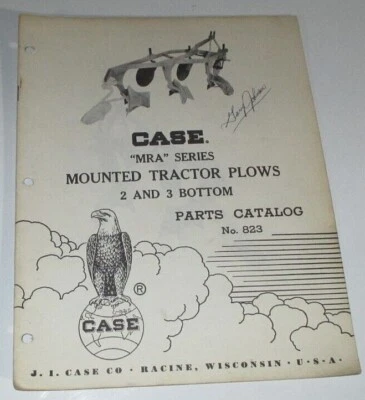 CASE.
"MRA" SERIES
MOUNTED TRACTOR PLOWS
2 AND 3 BOTTOM
PARTS CATALOG
No. 823
®
CASE
J. I. CASE CO · RACINE, WISCONSIN · U · S · A ·